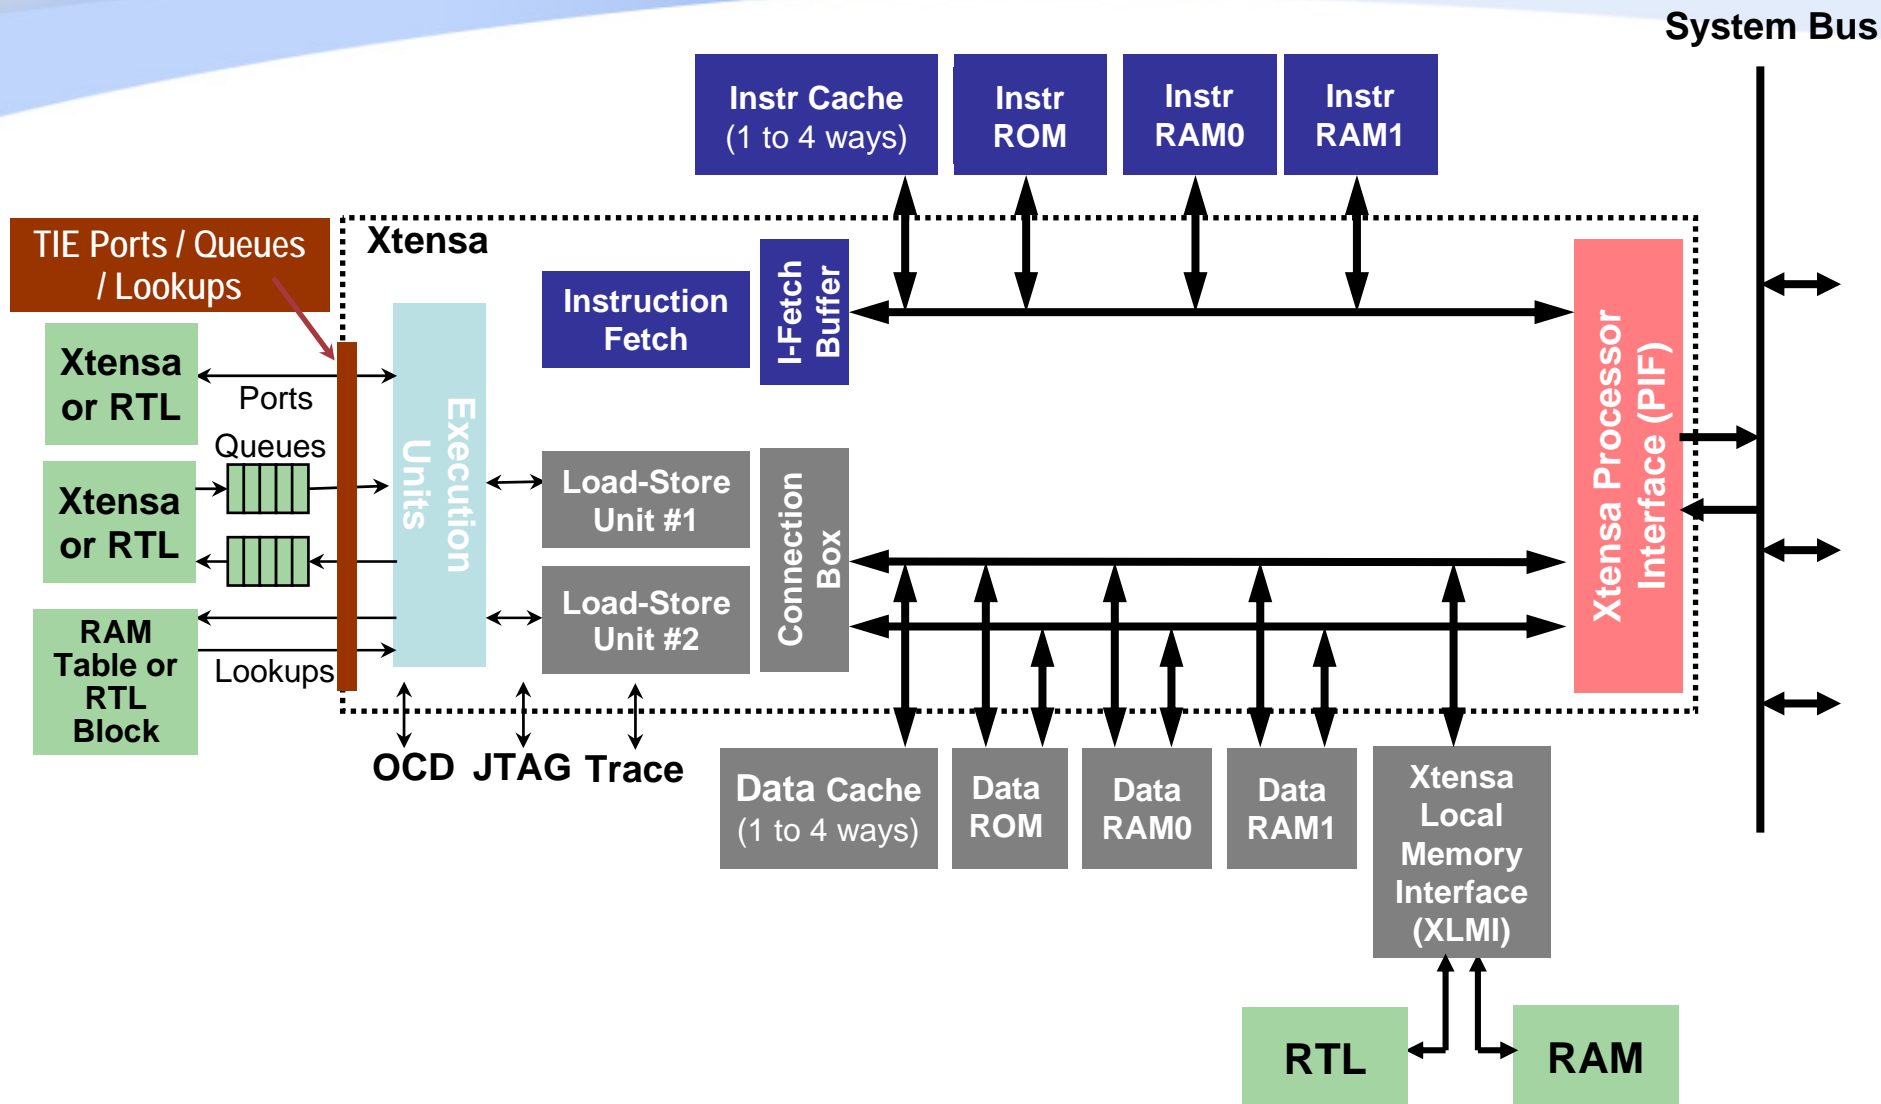 System Bus
Instr Cache
(1 to 4 ways)
Instr
ROM
Instr
RAM0
Instr
RAM1
TIE Ports / Queues
/ Lookups
Xtensa
Instruction
Fetch
I-Fetch
Buffer
Xtensa Processor
Interface (PIF)
Xtensa
or RTL
Ports
Queues
Xtensa
or RTL
Execution
Units
Load-Store
Unit #1
Load-Store
Unit #2
Connection
Box
RAM
Table or
RTL
Block
Lookups
OCD
JTAG
Trace
Data Cache
(1 to 4 ways)
Data
ROM
Data
RAM0
Data
RAM1
Xtensa
Local
Memory
Interface
(XLMI)
RTL
RAM